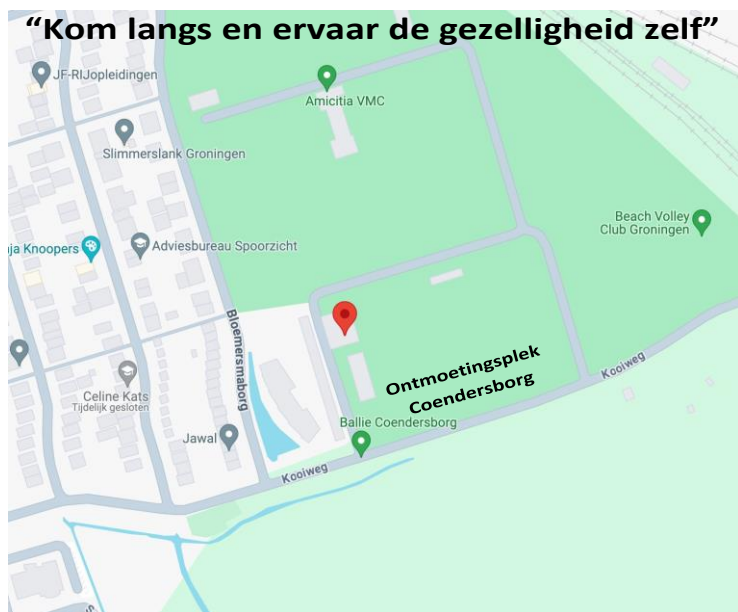 “Kom langs en ervaar de gezelligheid zelf”
JF-RIJopleidingen
Amicitia VMC
Slimmerslank Groningen
Beach Volley
Club Groningen
ja Knoopers
Adviesbureau Spoorzicht
Bloemersmaborg
Ontmoetingsplek
Coendersborg
Kooiweg
Celine Kats
Tijdelijk gesloten
Ballie Coendersborg
Jawal
Kooiweg